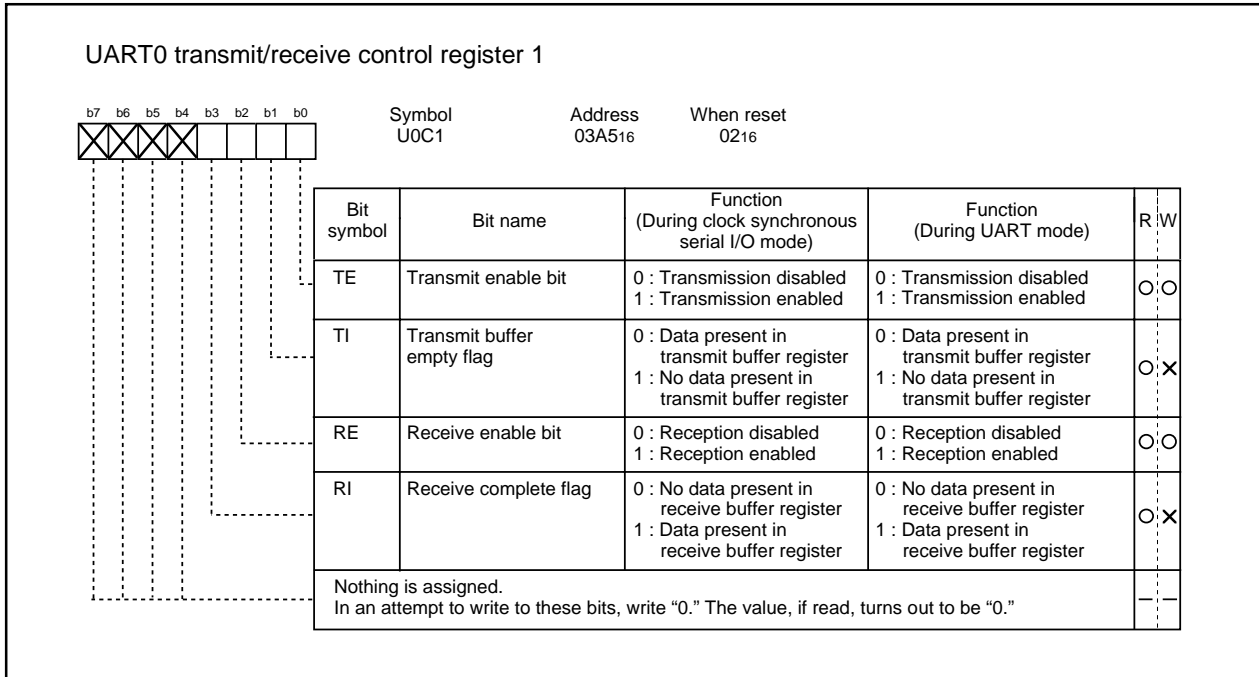 UART0 transmit/receive control register 1
b7 b6 b5 b4 b3 b2 b1 b0
Symbol Address When reset
U0C1 03A516 0216
Bit symbol Bit name Function (During clock synchronous serial I/O mode) Function (During UART mode) R W
TE Transmit enable bit 0 : Transmission disabled 0 : Transmission disabled
1 : Transmission enabled 1 : Transmission enabled
TI Transmit buffer 0 : Data present in 0 : Data present in
empty flag transmit buffer register transmit buffer register
1 : No data present in 1 : No data present in
transmit buffer register transmit buffer register
RE Receive enable bit 0 : Reception disabled 0 : Reception disabled
1 : Reception enabled 1 : Reception enabled
RI Receive complete flag 0 : No data present in 0 : No data present in
receive buffer register receive buffer register
1 : Data present in 1 : Data present in
receive buffer register receive buffer register
Nothing is assigned.
In an attempt to write to these bits, write “0.” The value, if read, turns out to be “0.”